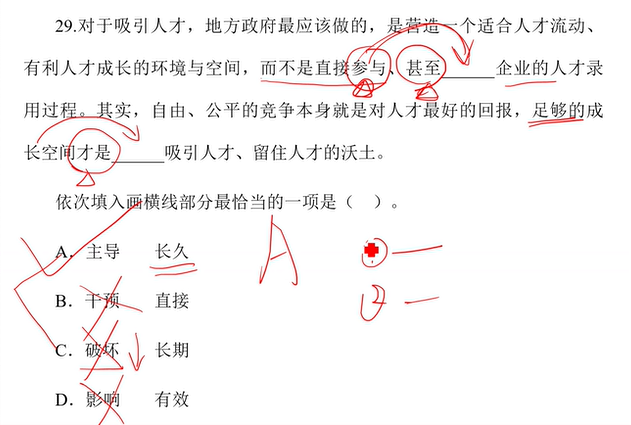 29.对于吸引人才，地方政府最应该做的，是营造一个适合人才流动、
有利人才成长的环境与空间，而不是直接参与、甚至______企业的人才录
用过程。其实，自由、公平的竞争本身就是对人才最好的回报，足够的成
长空间才是______吸引人才、留住人才的沃土。
依次填入画横线部分最恰当的一项是（ ）。
A．主导 长久
B．干预 直接
C．破坏 长期
D．影响 有效
A